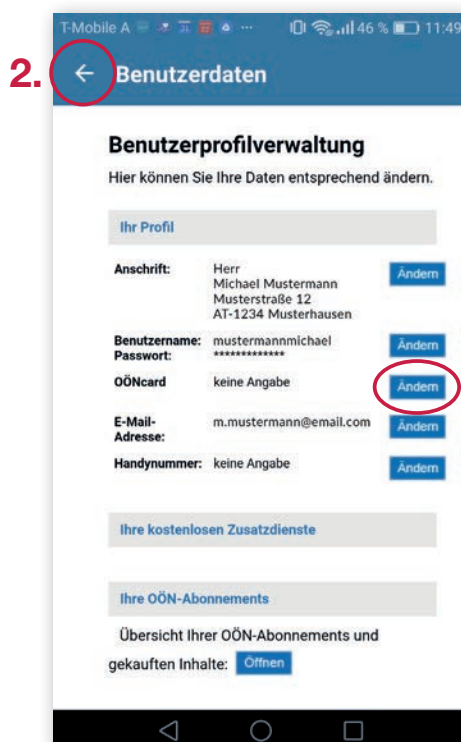 T-Mobile A ··· 46 % 11:49
2.
Benutzerdaten
Benutzerprofilverwaltung
Hier können Sie Ihre Daten entsprechend ändern.
Ihr Profil
Anschrift: Herr Ändern
Michael Mustermann
Musterstraße 12
AT-1234 Musterhausen
Benutzername: mustermannmichael Ändern
Passwort: *************
OÖNcard keine Angabe Ändern
E-Mail- m.mustermann@email.com Ändern
Adresse:
Handynummer: keine Angabe Ändern
Ihre kostenlosen Zusatzdienste
Ihre OÖN-Abonnements
Übersicht Ihrer OÖN-Abonnements und
gekauften Inhalte: Öffnen